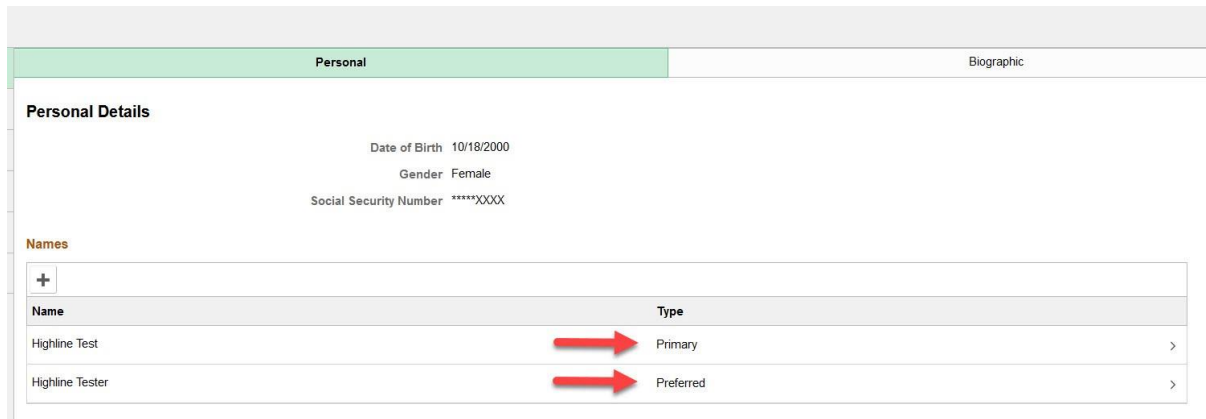 Personal Biographic
Personal Details
Date of Birth 10/18/2000
Gender Female
Social Security Number *****XXXX
Names
+
Name Type
Highline Test Primary >
Highline Tester Preferred >